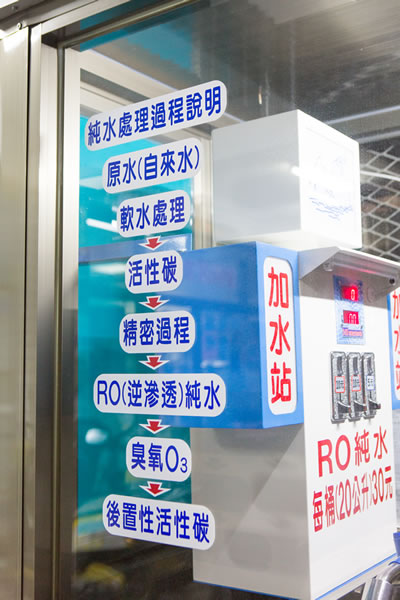 純水處理過程說明
原水(自來水)
軟水處理
活性碳
精密過程
RO(逆滲透)純水
臭氧O₃
後置性活性碳
加水站
RO純水
每桶(20公升)30元